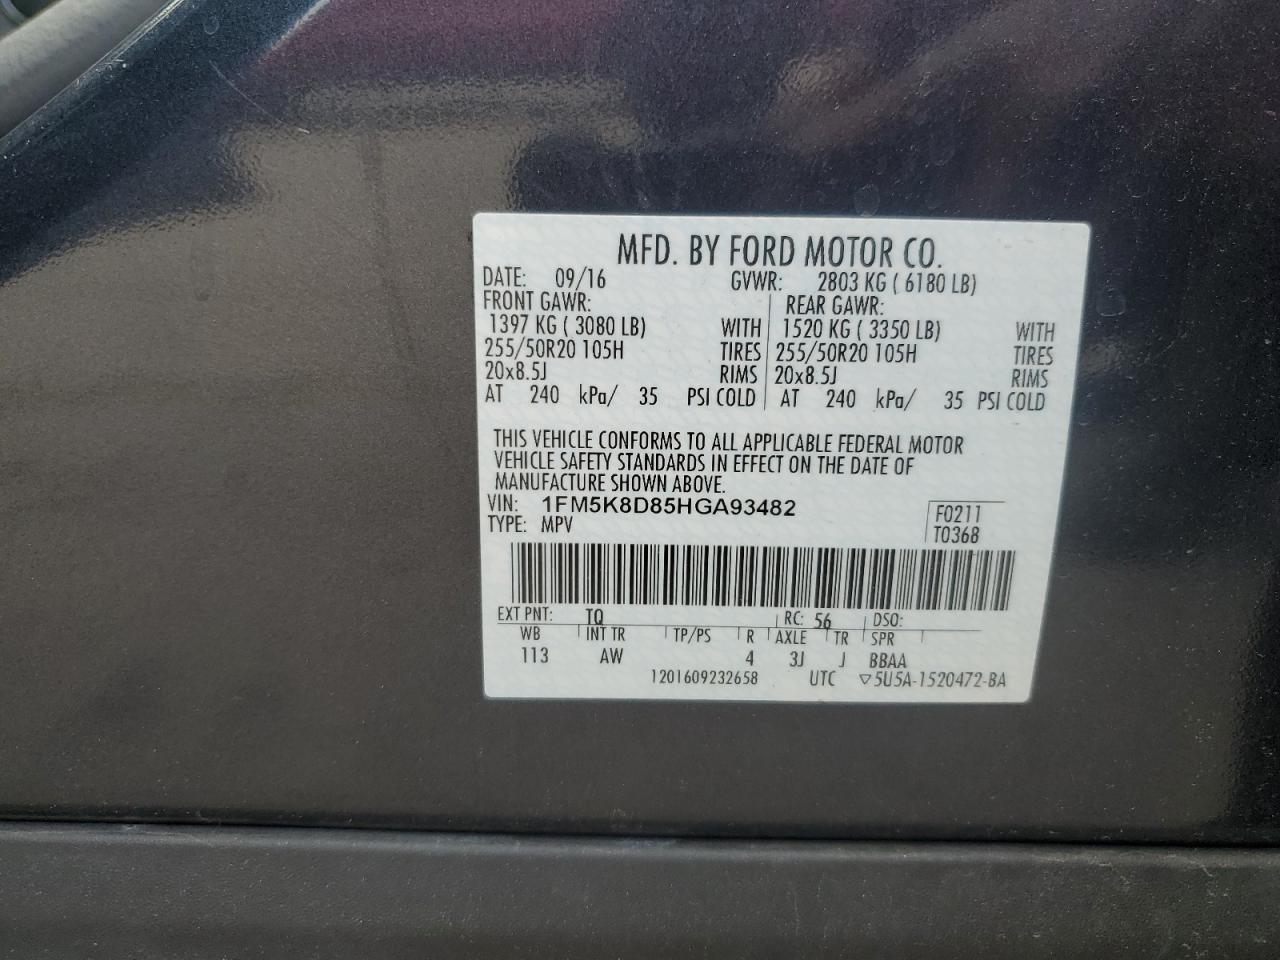 MFD. BY FORD MOTOR CO.
DATE: 09/16 GVWR: 2803 KG ( 6180 LB)
FRONT GAWR: REAR GAWR:
1397 KG ( 3080 LB) WITH 1520 KG ( 3350 LB) WITH
255/50R20 105H TIRES 255/50R20 105H TIRES
20x8.5J RIMS 20x8.5J RIMS
AT 240 kPa/ 35 PSI COLD AT 240 kPa/ 35 PSI COLD
THIS VEHICLE CONFORMS TO ALL APPLICABLE FEDERAL MOTOR
VEHICLE SAFETY STANDARDS IN EFFECT ON THE DATE OF
MANUFACTURE SHOWN ABOVE.
VIN: 1FM5K8D85HGA93482 F0211
TYPE: MPV T0368
EXT PNT: TQ RC: 56 DSO:
WB INT TR TP/PS R AXLE TR SPR
113 AW 4 3J J BBAA
1201609232658 UTC ▽5U5A-1520472-BA